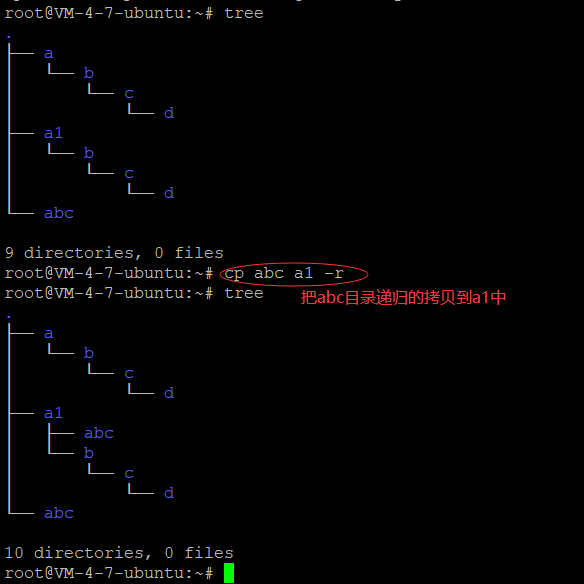 root@VM-4-7-ubuntu:~# tree
.
├── a
│   └── b
│       └── c
│           └── d
├── a1
│   └── b
│       └── c
│           └── d
└── abc
9 directories, 0 files
root@VM-4-7-ubuntu:~# cp abc a1 -r
root@VM-4-7-ubuntu:~# tree
把abc目录递归的拷贝到a1中
.
├── a
│   └── b
│       └── c
│           └── d
├── a1
│   ├── abc
│   └── b
│       └── c
│           └── d
└── abc
10 directories, 0 files
root@VM-4-7-ubuntu:~#